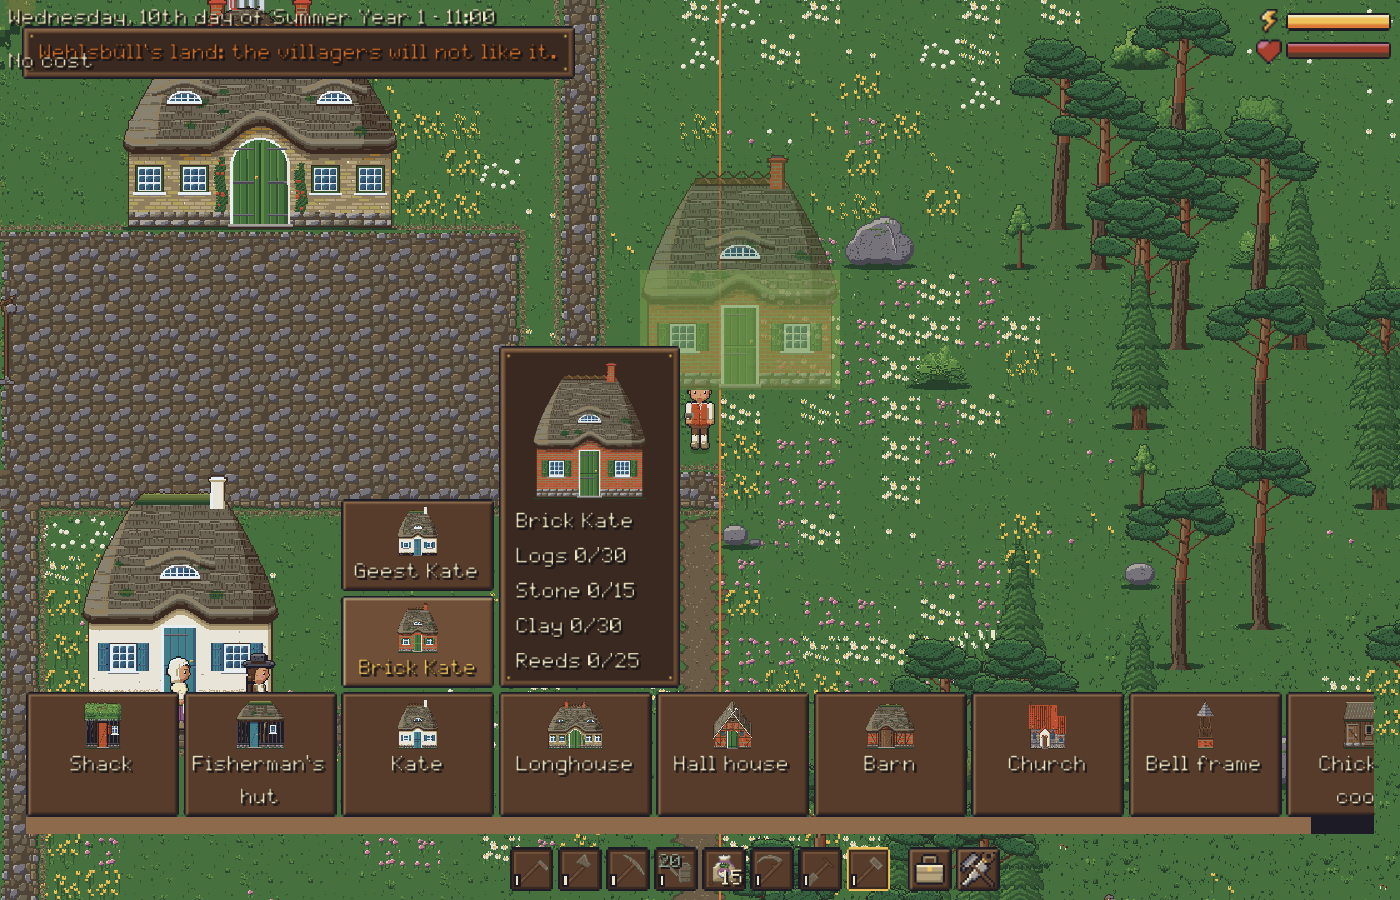 Wednesday, 10th day of Summer Year 1 - 11:00
Wehlsbüll's land: the villagers will not like it.
No cost
Geest Kate
Brick Kate
Brick Kate
Logs 0/30
Stone 0/15
Clay 0/30
Reeds 0/25
Shack
Fisherman's
hut
Kate
Longhouse
Hall house
Barn
Church
Bell frame
Chick
coo
20
15